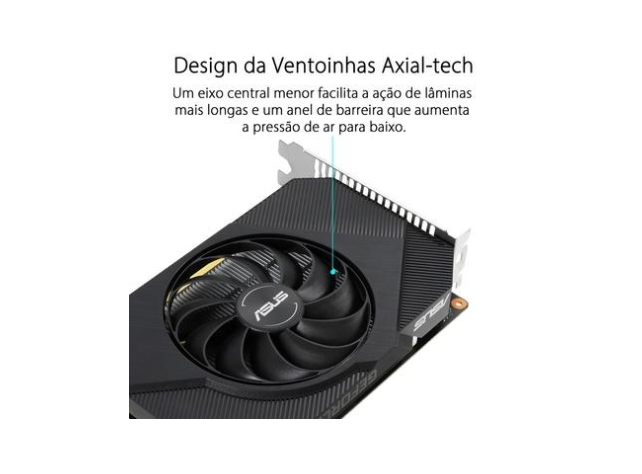 Design da Ventoinhas Axial-tech
Um eixo central menor facilita a ação de lâminas
mais longas e um anel de barreira que aumenta
a pressão de ar para baixo.
ASUS
ASUS